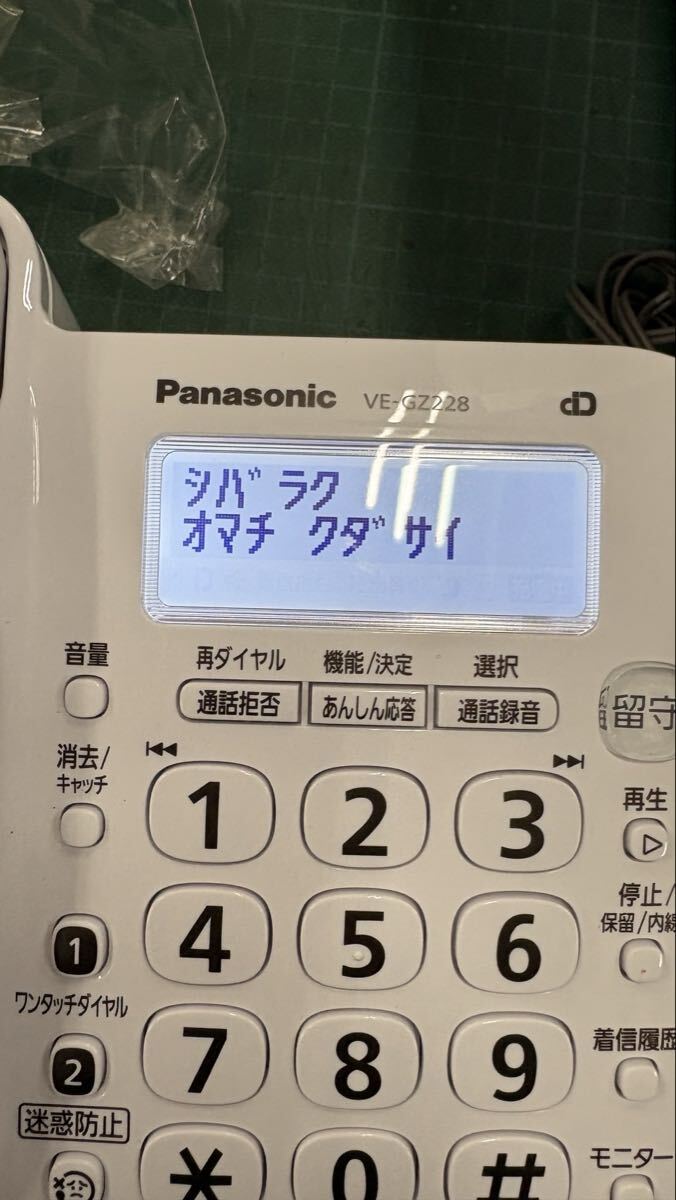 Panasonic VE-GZ228
シバラク
オマチ クダサイ
音量
再ダイヤル 機能/決定 選択
通話拒否 あんしん応答 通話録音
留守
消去/
キャッチ
1 2 3
再生
停止/
保留/内線
4 5 6
1
ワンタッチダイヤル
7 8 9
着信履歴
2
迷惑防止
モニター
* 0 #